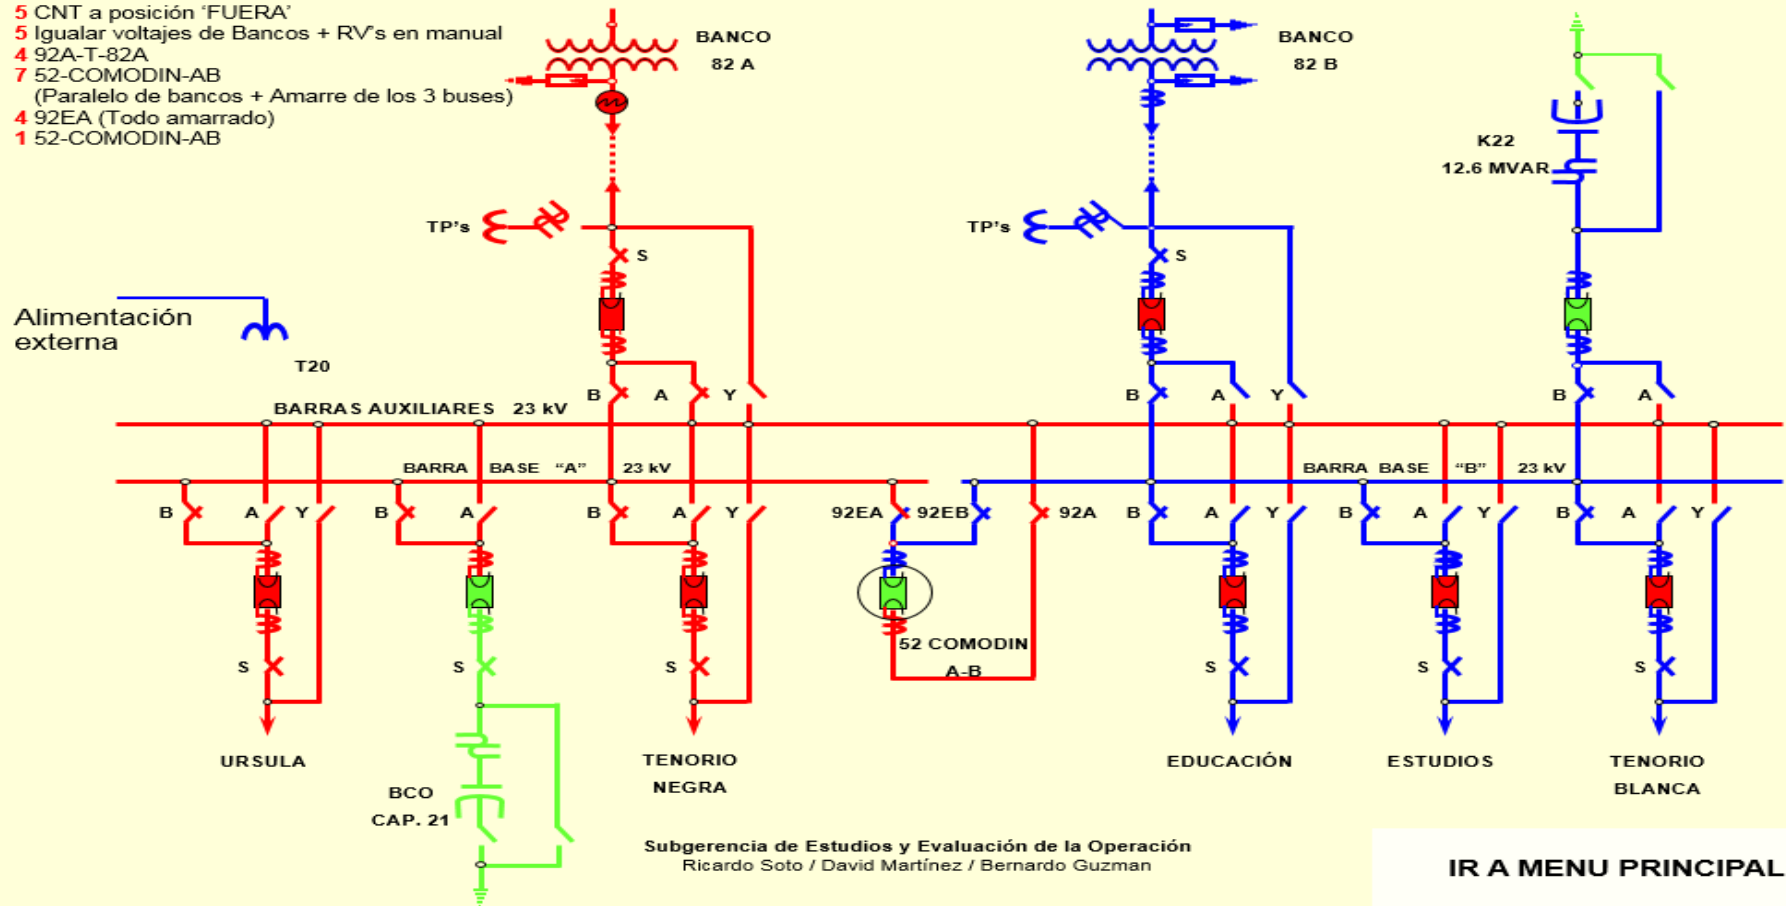 5 CNT a posición ‘FUERA’
5 Igualar voltajes de Bancos + RV's en manual
4 92A-T-82A
7 52-COMODIN-AB
(Paralelo de bancos + Amarre de los 3 buses)
4 92EA (Todo amarrado)
1 52-COMODIN-AB
BANCO
82 A
BANCO
82 B
K22
12.6 MVAR
TP's
TP's
S
S
Alimentación
externa
T20
B
A
Y
B
A
Y
B
A
BARRAS AUXILIARES 23 kV
BARRA BASE “A” 23 kV
BARRA BASE “B” 23 kV
B
A
Y
B
A
B
A
Y
92EA
92EB
92A
B
A
Y
B
A
Y
B
A
Y
52 COMODIN
A-B
S
S
S
S
S
S
URSULA
TENORIO
NEGRA
EDUCACIÓN
ESTUDIOS
TENORIO
BLANCA
BCO
CAP. 21
Subgerencia de Estudios y Evaluación de la Operación
Ricardo Soto / David Martínez / Bernardo Guzman
IR A MENU PRINCIPAL